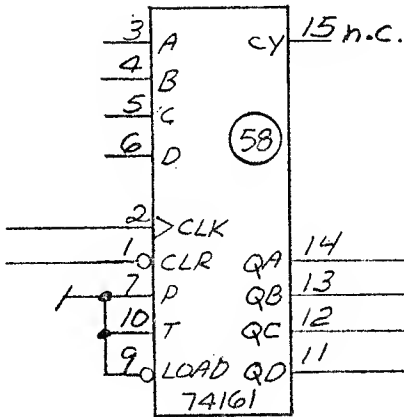 3 A CY 15 n.c.
4 B
5 C
6 D
58
2 CLK
1 CLR QA 14
7 P QB 13
10 T QC 12
9 LOAD QD 11
74161